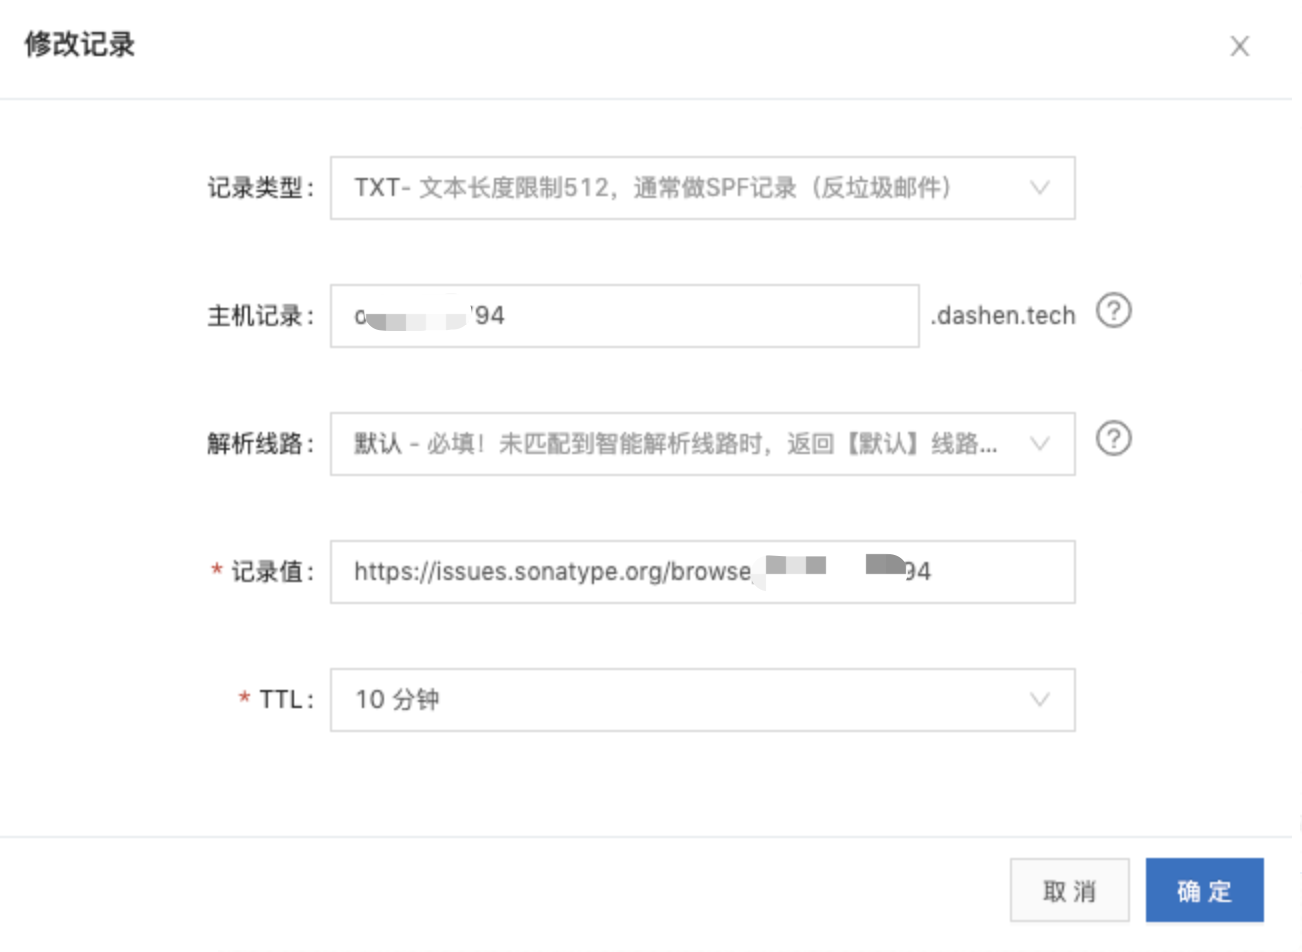 修改记录
记录类型：
TXT- 文本长度限制512，通常做SPF记录（反垃圾邮件）
主机记录：
94 .dashen.tech
解析线路：
默认 - 必填！未匹配到智能解析线路时，返回【默认】线路...
* 记录值：
https://issues.sonatype.org/browse 94
* TTL：
10 分钟
取 消
确 定